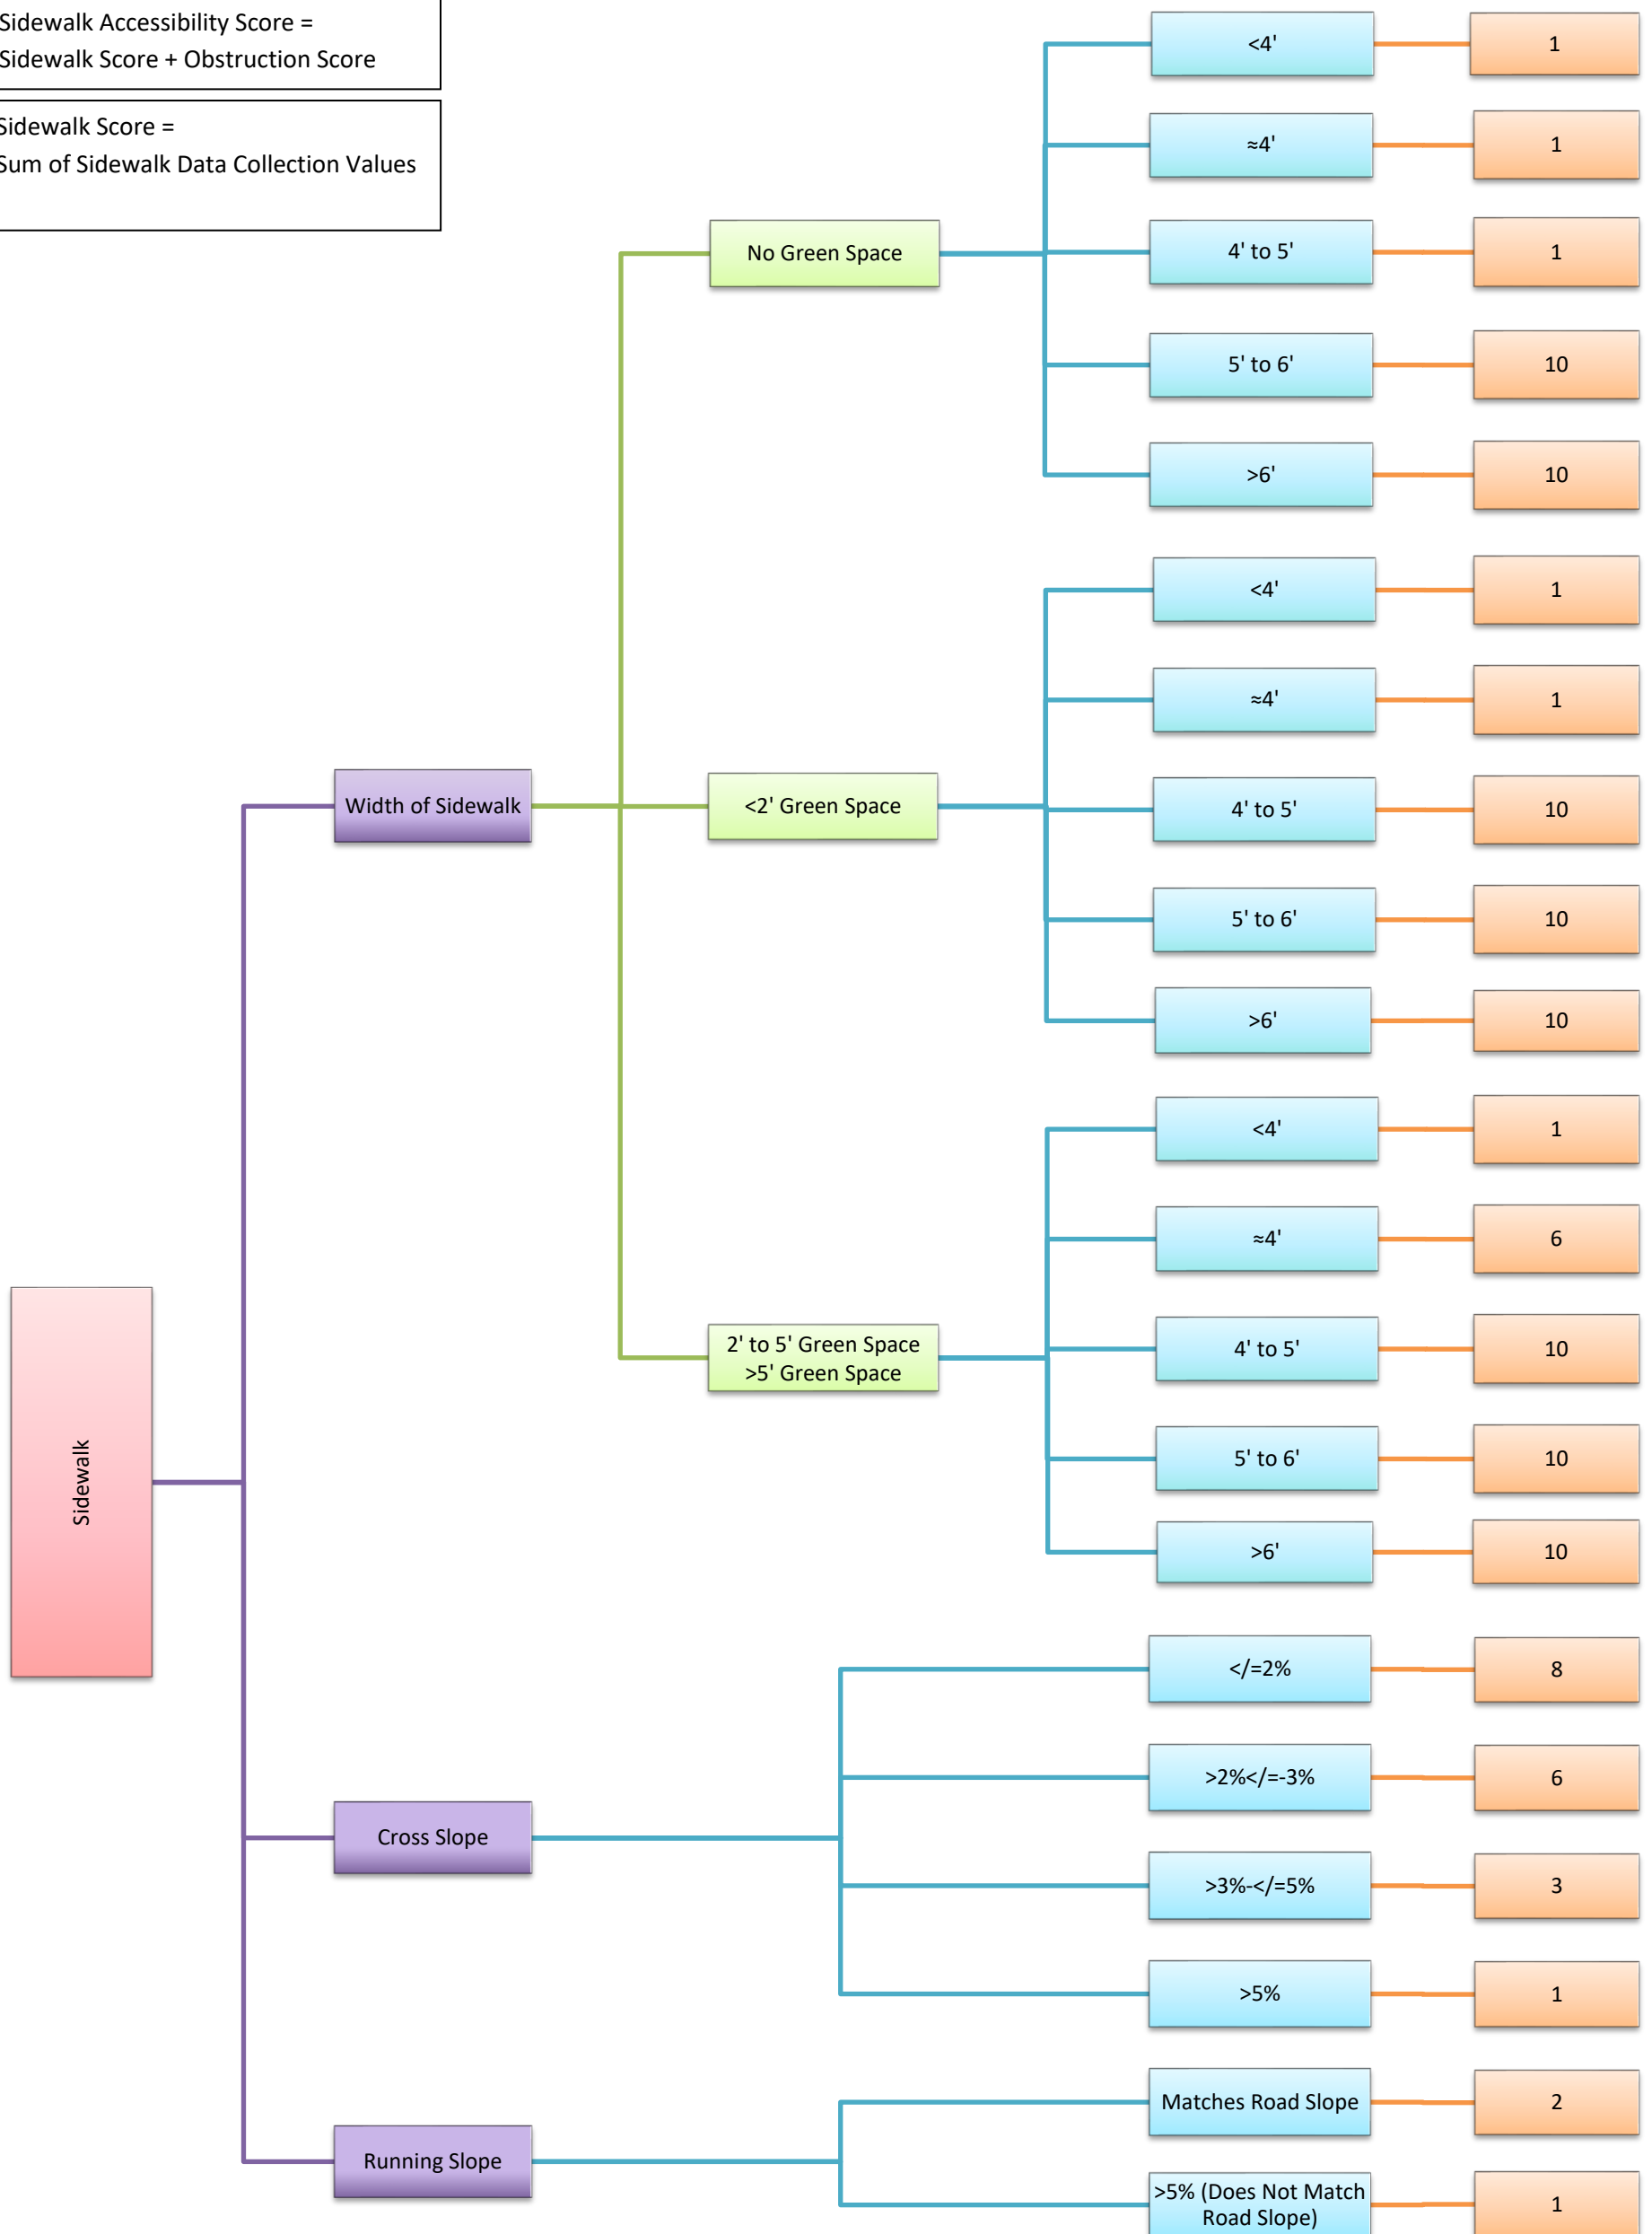 Sidewalk Accessibility Score =
Sidewalk Score + Obstruction Score
Sidewalk Score =
Sum of Sidewalk Data Collection Values
Sidewalk
Width of Sidewalk
No Green Space
<4'
1
≈4'
1
4' to 5'
1
5' to 6'
10
>6'
10
<2' Green Space
<4'
1
≈4'
1
4' to 5'
10
5' to 6'
10
>6'
10
2' to 5' Green Space
>5' Green Space
<4'
1
≈4'
6
4' to 5'
10
5' to 6'
10
>6'
10
Cross Slope
</=2%
8
>2%</=-3%
6
>3%-</=5%
3
>5%
1
Running Slope
Matches Road Slope
2
>5% (Does Not Match
Road Slope)
1